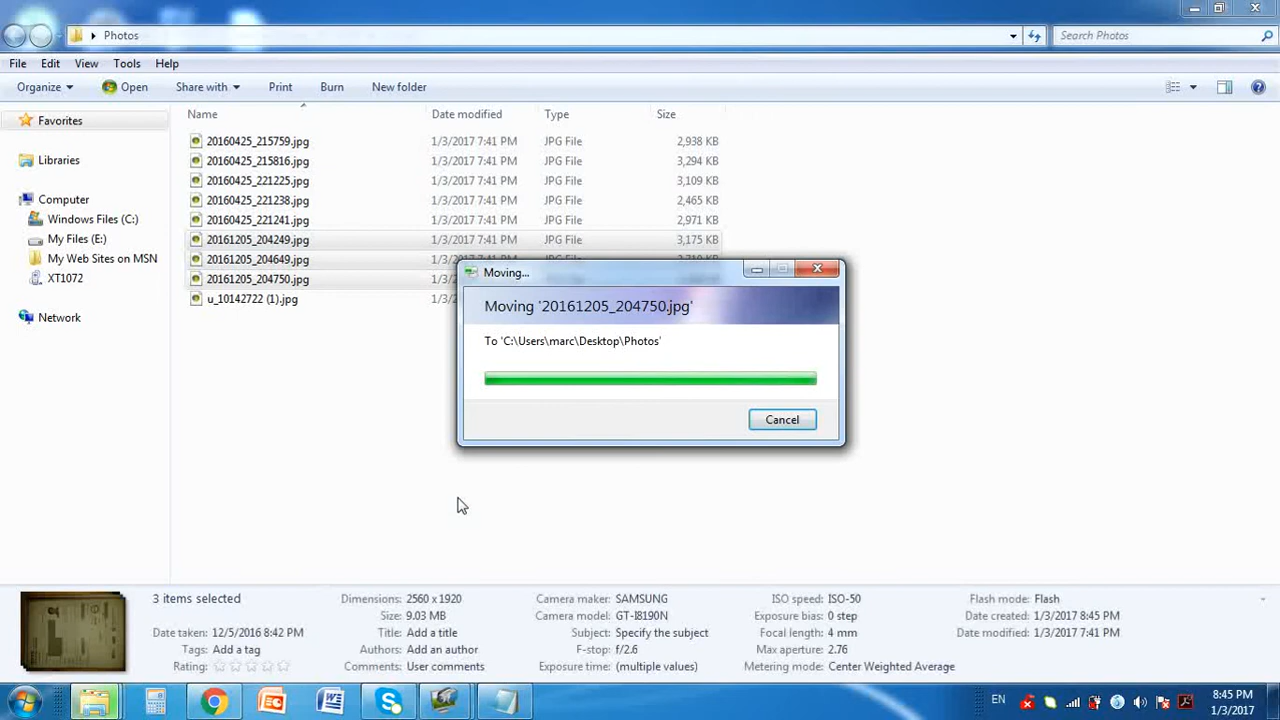 Photos
Search Photos
File Edit View Tools Help
Organize Open Share with Print Burn New folder
Name Date modified Type Size
Favorites
Libraries
Computer
Windows Files (C:)
My Files (E:)
My Web Sites on MSN
XT1072
Network
20160425_215759.jpg 1/3/2017 7:41 PM JPG File 2,938 KB
20160425_215816.jpg 1/3/2017 7:41 PM JPG File 3,294 KB
20160425_221225.jpg 1/3/2017 7:41 PM JPG File 3,109 KB
20160425_221238.jpg 1/3/2017 7:41 PM JPG File 2,465 KB
20160425_221241.jpg 1/3/2017 7:41 PM JPG File 2,971 KB
20161205_204249.jpg 1/3/2017 7:41 PM JPG File 3,175 KB
20161205_204649.jpg
20161205_204750.jpg
u_10142722 (1).jpg
Moving...
Moving '20161205_204750.jpg'
To 'C:\Users\marc\Desktop\Photos'
Cancel
3 items selected
Date taken: 12/5/2016 8:42 PM
Tags: Add a tag
Rating:
Dimensions: 2560 x 1920
Size: 9.03 MB
Title: Add a title
Authors: Add an author
Comments: User comments
Camera maker: SAMSUNG
Camera model: GT-I8190N
Subject: Specify the subject
F-stop: f/2.6
Exposure time: (multiple values)
ISO speed: ISO-50
Exposure bias: 0 step
Focal length: 4 mm
Max aperture: 2.76
Metering mode: Center Weighted Average
Flash mode: Flash
Date created: 1/3/2017 8:45 PM
Date modified: 1/3/2017 7:41 PM
EN
8:45 PM
1/3/2017